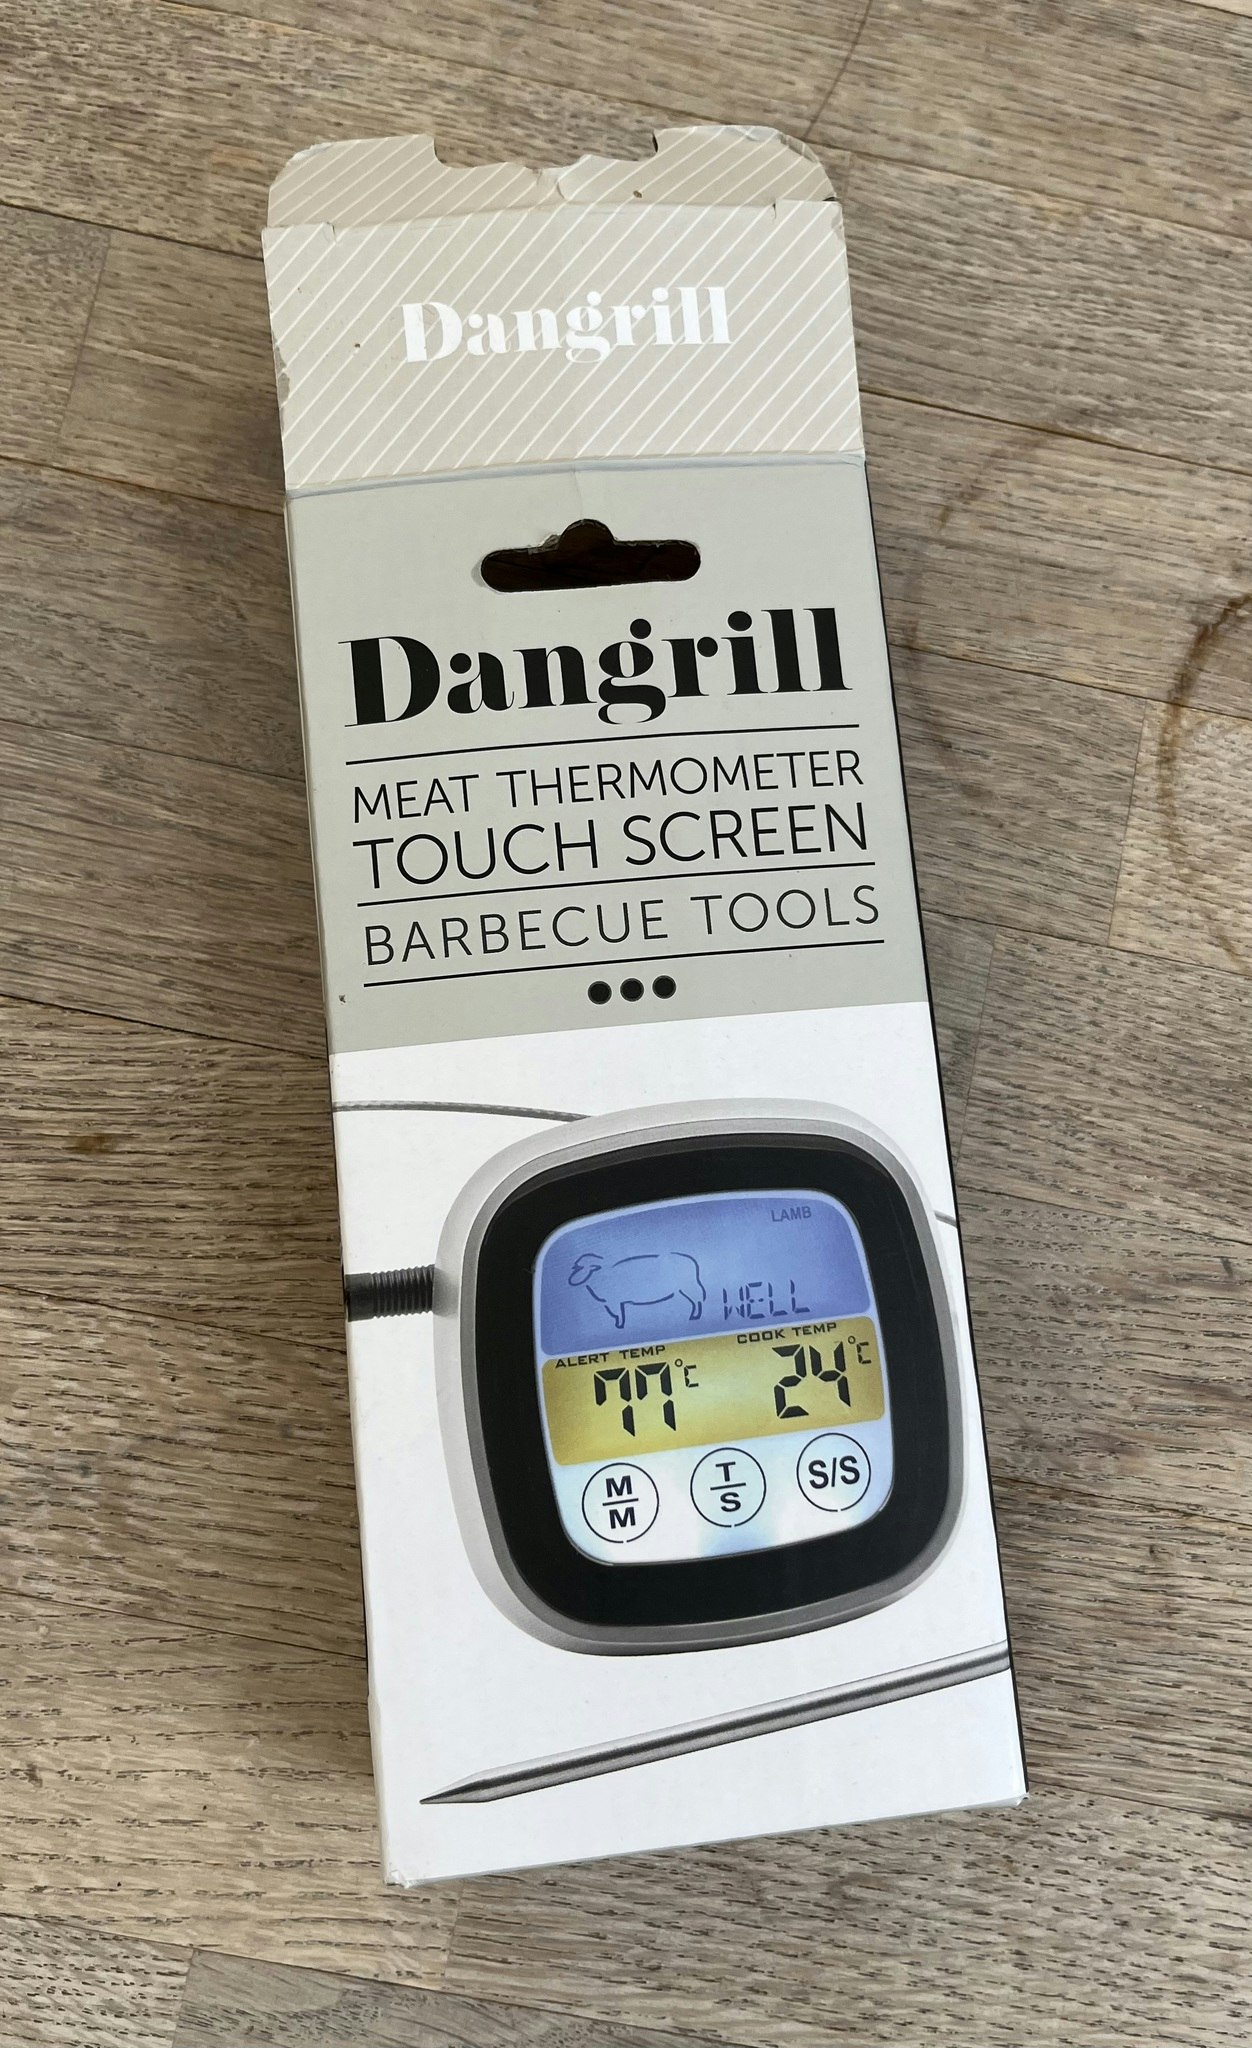 Dangrill
Dangrill
MEAT THERMOMETER
TOUCH SCREEN
BARBECUE TOOLS
LAMB
WELL
ALERT TEMP COOK TEMP
77°C 24°C
M/M T/S S/S